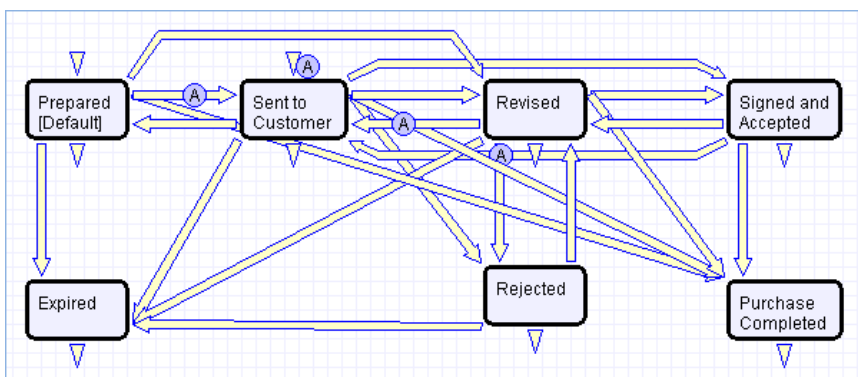 A
Prepared
[Default]
A
Sent to
Customer
A
Revised
Signed and
Accepted
A
Expired
Rejected
Purchase
Completed